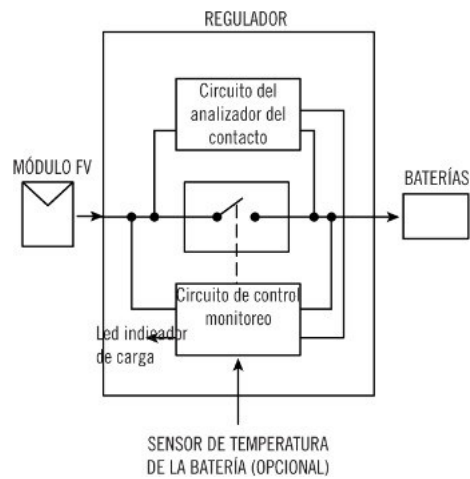 REGULADOR
Circuito del
analizador del
contacto
MÓDULO FV
BATERÍAS
Circuito de control
monitoreo
Led indicador
de carga
SENSOR DE TEMPERATURA
DE LA BATERÍA (OPCIONAL)